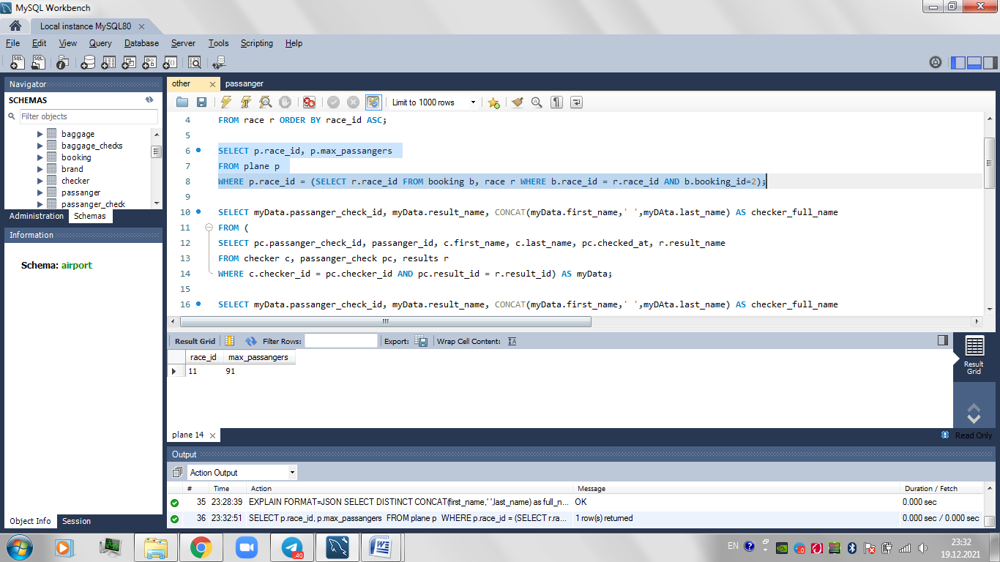 MySQL Workbench
Local instance MySQL80
File Edit View Query Database Server Tools Scripting Help
Navigator
SCHEMAS
Filter objects
baggage
baggage_checks
booking
brand
checker
passanger
passanger_check
Administration Schemas
Information
Schema: airport
Object Info Session
other passanger
Limit to 1000 rows
4 FROM race r ORDER BY race_id ASC;
5
6 SELECT p.race_id, p.max_passangers
7 FROM plane p
8 WHERE p.race_id = (SELECT r.race_id FROM booking b, race r WHERE b.race_id = r.race_id AND b.booking_id=2);
9
10 SELECT myData.passanger_check_id, myData.result_name, CONCAT(myData.first_name,' ',myDAta.last_name) AS checker_full_name
11 FROM (
12 SELECT pc.passanger_check_id, passanger_id, c.first_name, c.last_name, pc.checked_at, r.result_name
13 FROM checker c, passanger_check pc, results r
14 WHERE c.checker_id = pc.checker_id AND pc.result_id = r.result_id) AS myData;
15
16 SELECT myData.passanger_check_id, myData.result_name, CONCAT(myData.first_name,' ',myDAta.last_name) AS checker_full_name
Result Grid Filter Rows: Export: Wrap Cell Content:
race_id max_passangers
11 91
Result
Grid
plane 14
Read Only
Output
Action Output
# Time Action Message Duration / Fetch
35 23:28:39 EXPLAIN FORMAT=JSON SELECT DISTINCT CONCAT(first_name,' ',last_name) as full_n... OK 0.000 sec
36 23:32:51 SELECT p.race_id, p.max_passangers FROM plane p WHERE p.race_id = (SELECT r.ra... 1 row(s) returned 0.000 sec / 0.000 sec
.40
EN
.0
23:32
19.12.2021